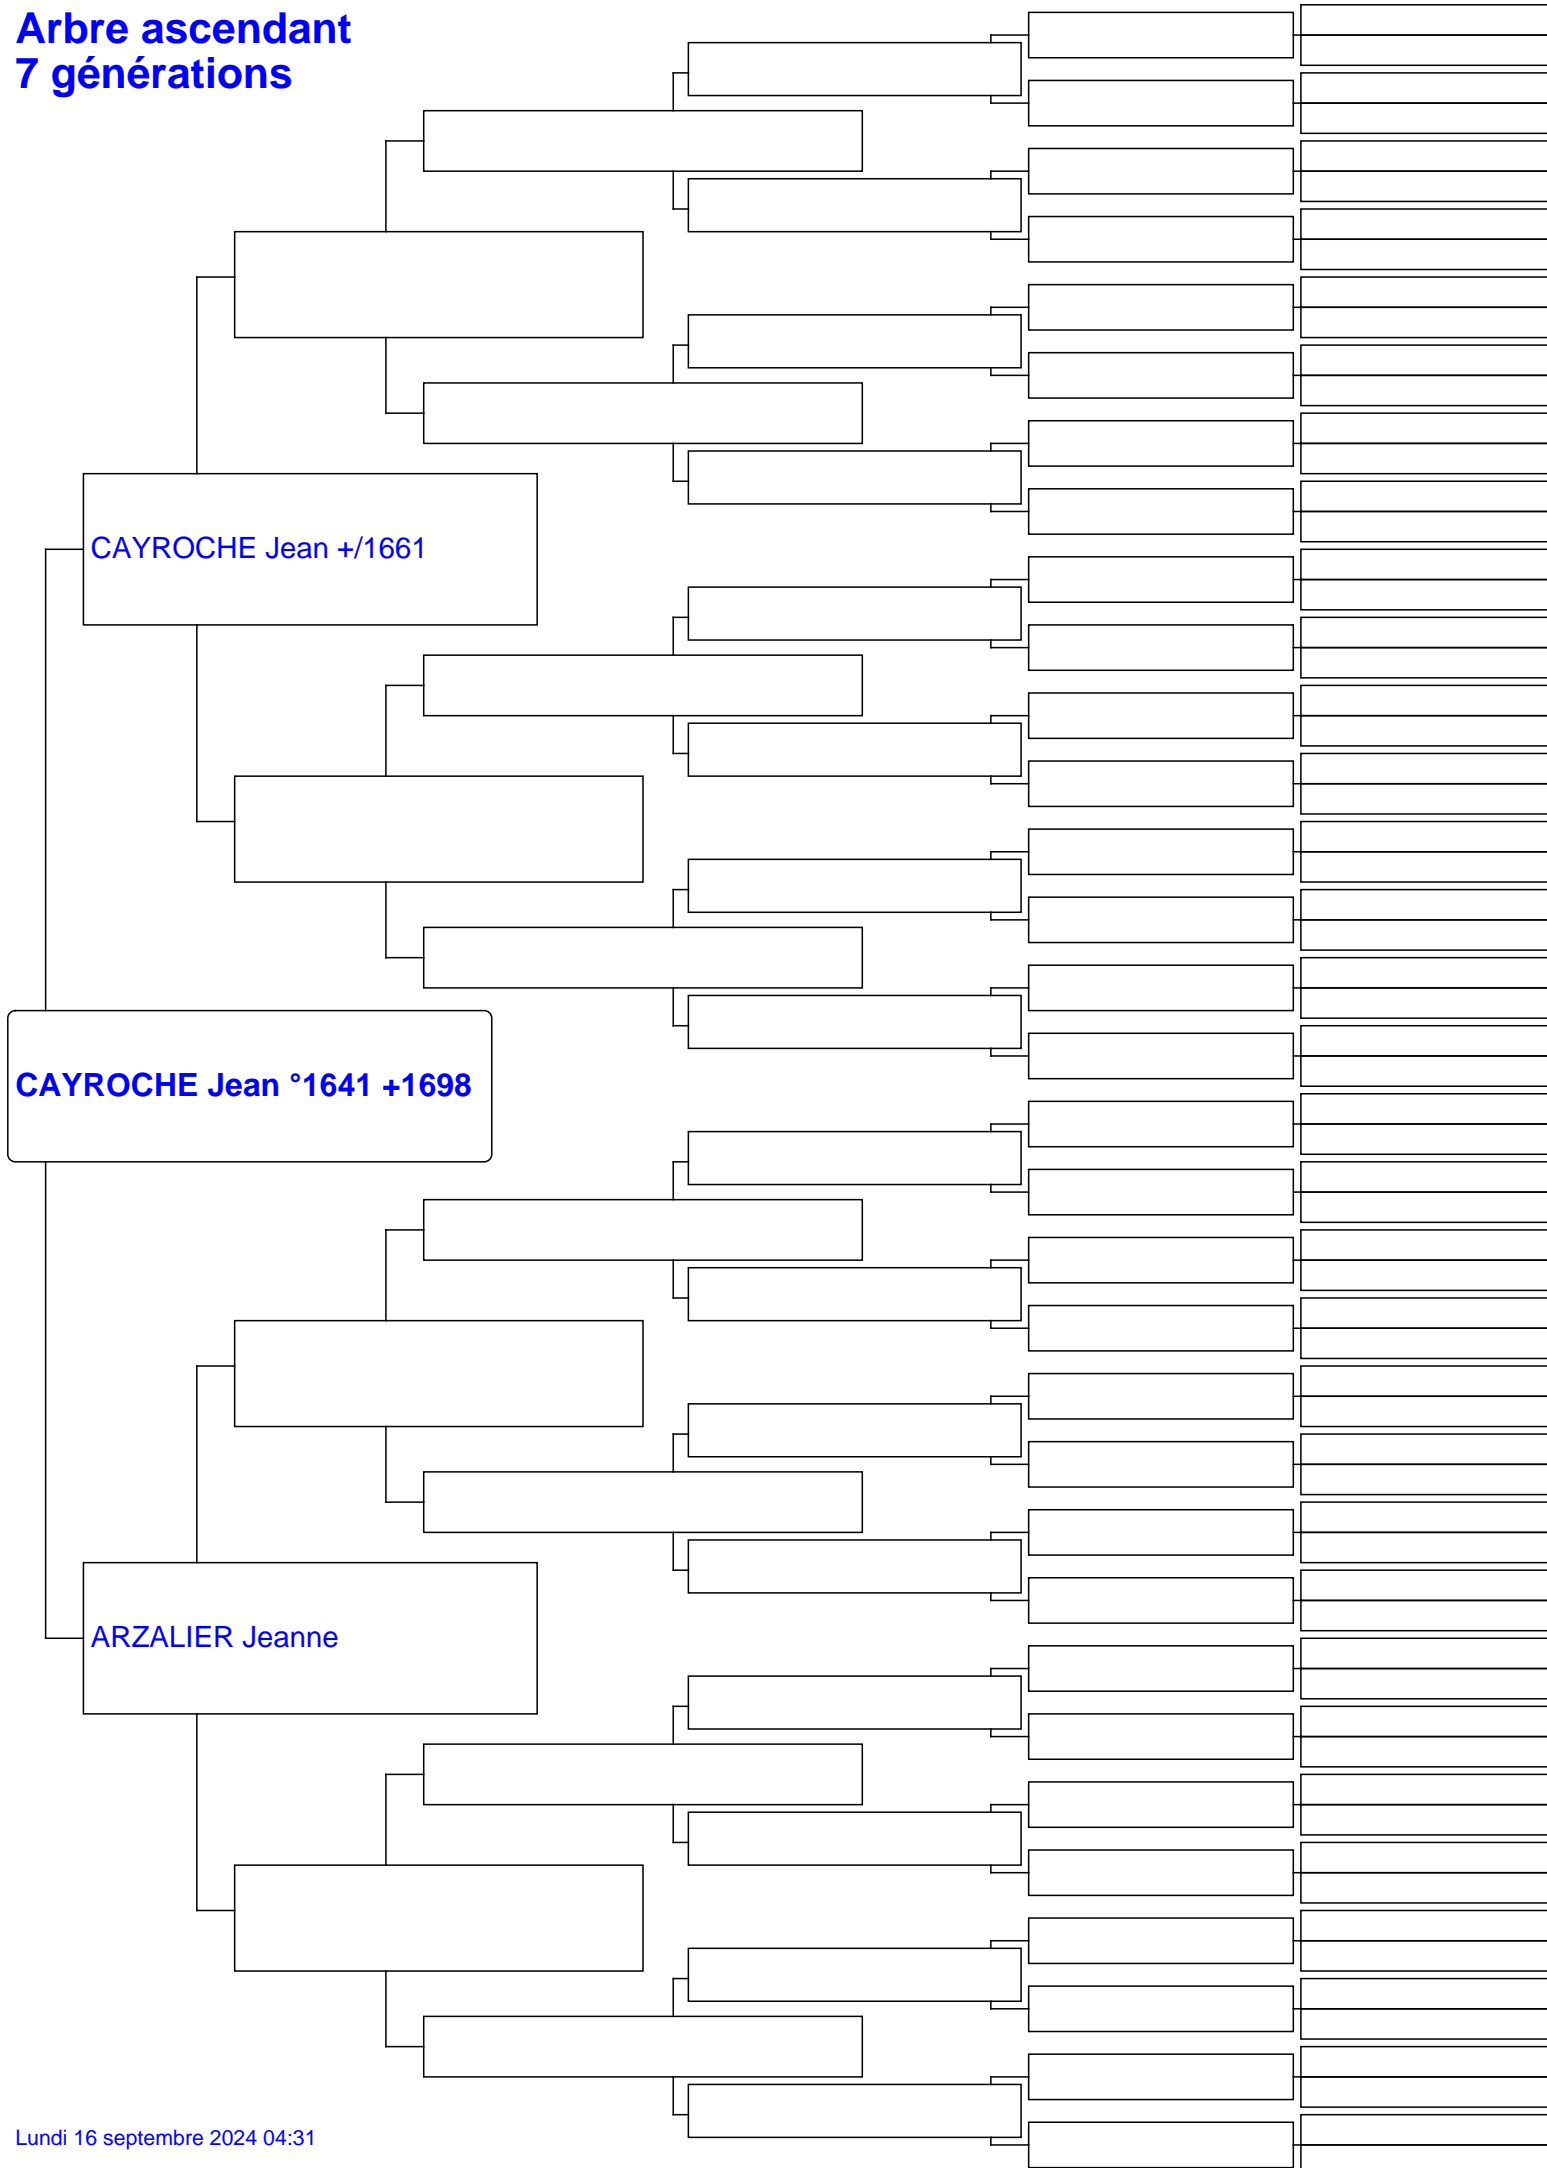 Arbre ascendant
7 générations
CAYROCHE Jean +/1661
CAYROCHE Jean °1641 +1698
ARZALIER Jeanne
Lundi 16 septembre 2024 04:31